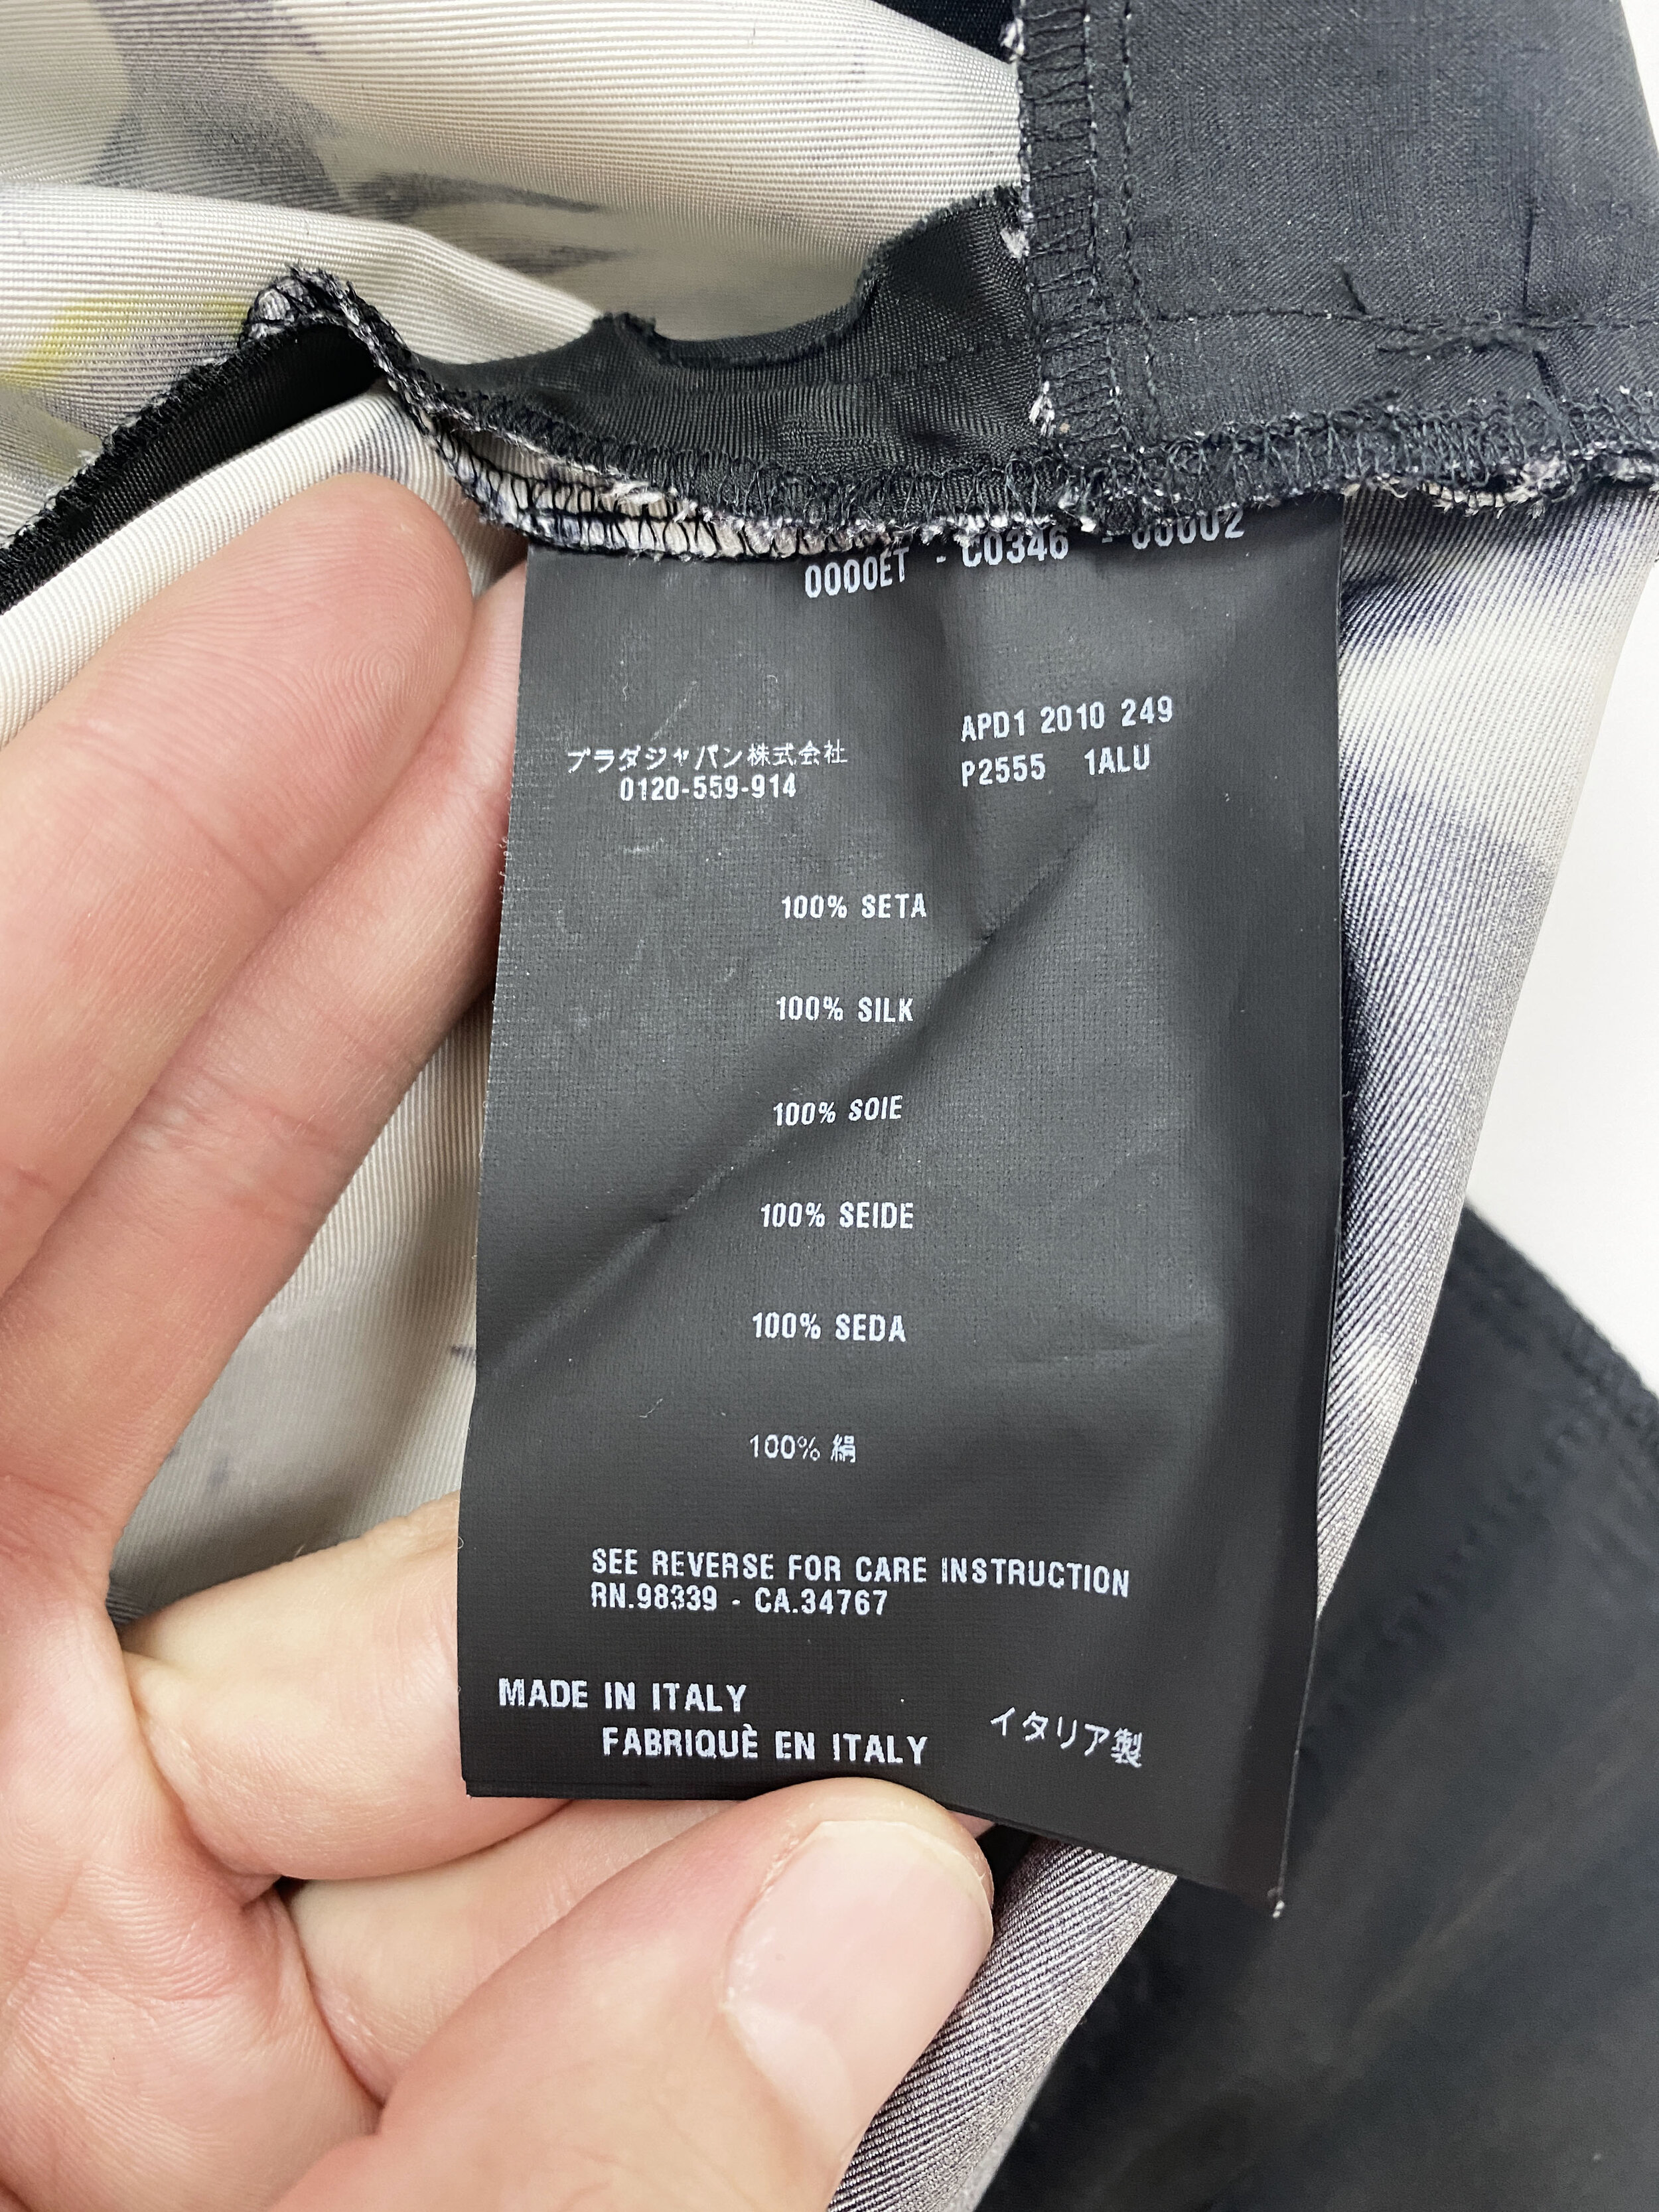 0000ET - C0346 - 00002
プラダジャパン株式会社
0120-559-914
APD1 2010 249
P2555 1ALU
100% SETA
100% SILK
100% SOIE
100% SEIDE
100% SEDA
100% 絹
SEE REVERSE FOR CARE INSTRUCTION
RN.98339 - CA.34767
MADE IN ITALY
FABRIQUÈ EN ITALY
イタリア製